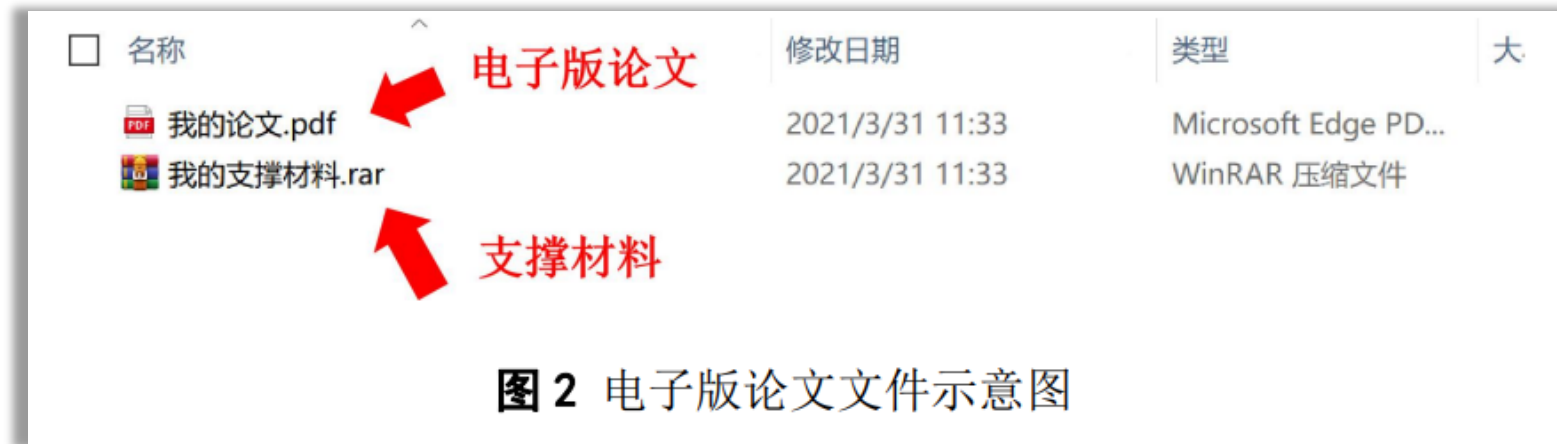 名称 修改日期 类型 大
电子版论文
PDF 我的论文.pdf 2021/3/31 11:33 Microsoft Edge PD...
我的支撑材料.rar 2021/3/31 11:33 WinRAR 压缩文件
支撑材料
图 2 电子版论文文件示意图